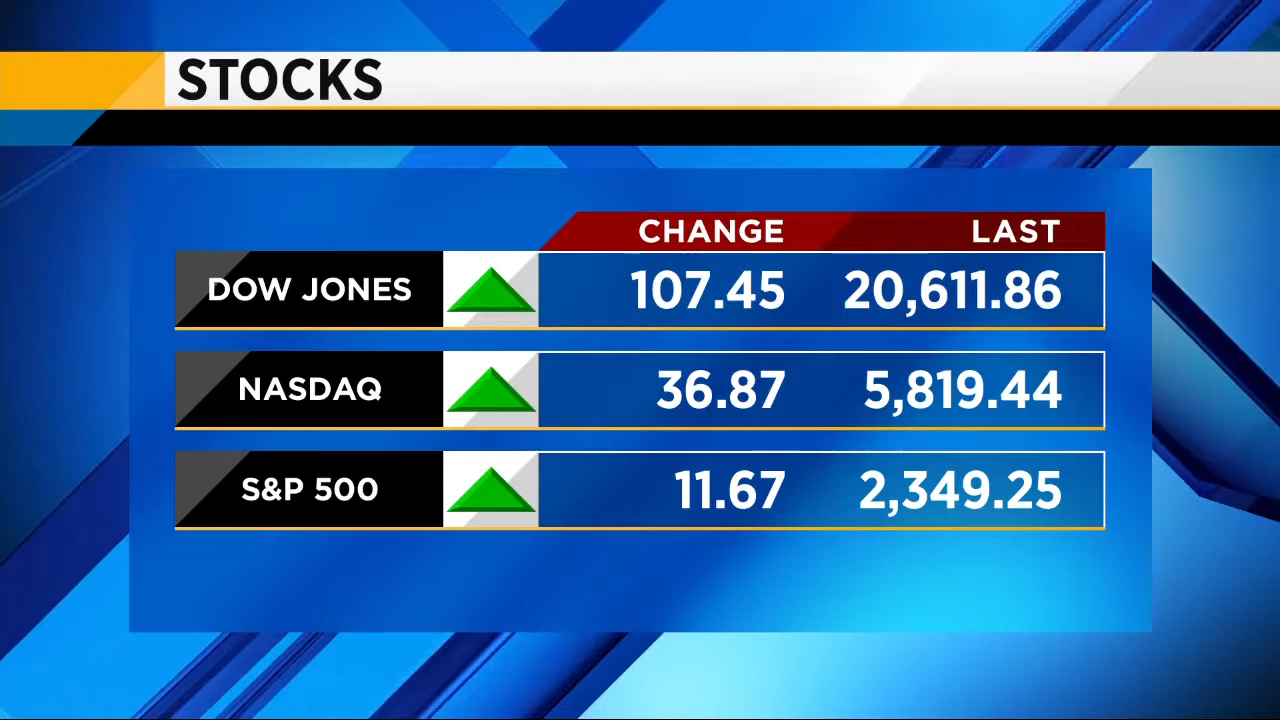 STOCKS
CHANGE LAST
DOW JONES 107.45 20,611.86
NASDAQ 36.87 5,819.44
S&P 500 11.67 2,349.25